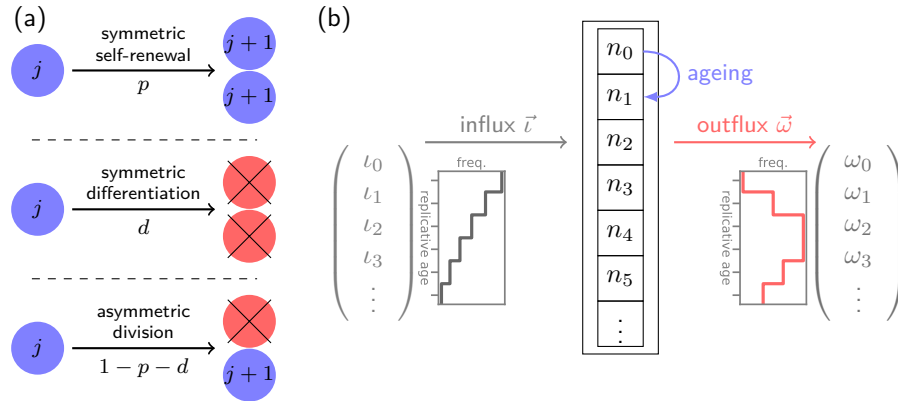 (a)
j
symmetric
self-renewal
p
j + 1
j + 1
j
symmetric
differentiation
d
j
asymmetric
division
1 − p − d
j + 1
(b)
influx ι⃗
ι₀
ι₁
ι₂
ι₃
⋮
freq.
replicative age
n₀
n₁
n₂
n₃
n₄
n₅
⋮
ageing
outflux ω⃗
freq.
replicative age
ω₀
ω₁
ω₂
ω₃
⋮